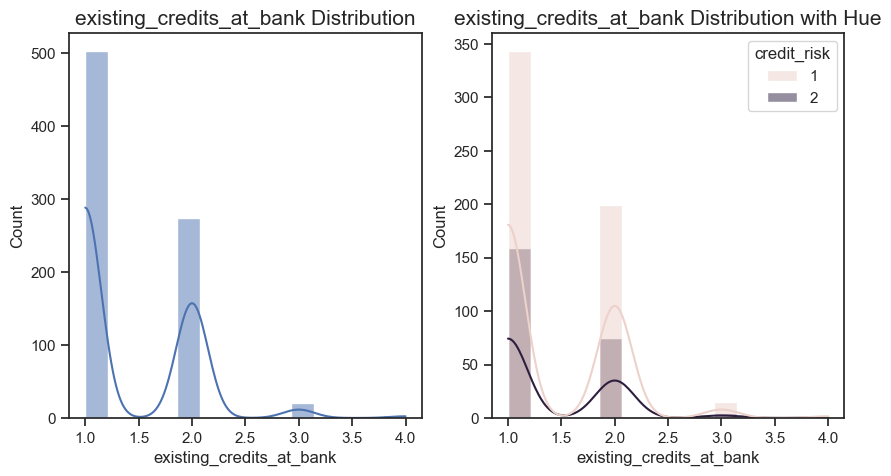 existing_credits_at_bank Distribution
500
400
300
200
100
0
Count
1.0 1.5 2.0 2.5 3.0 3.5 4.0
existing_credits_at_bank
existing_credits_at_bank Distribution with Hue
credit_risk
1
2
350
300
250
200
150
100
50
0
Count
1.0 1.5 2.0 2.5 3.0 3.5 4.0
existing_credits_at_bank